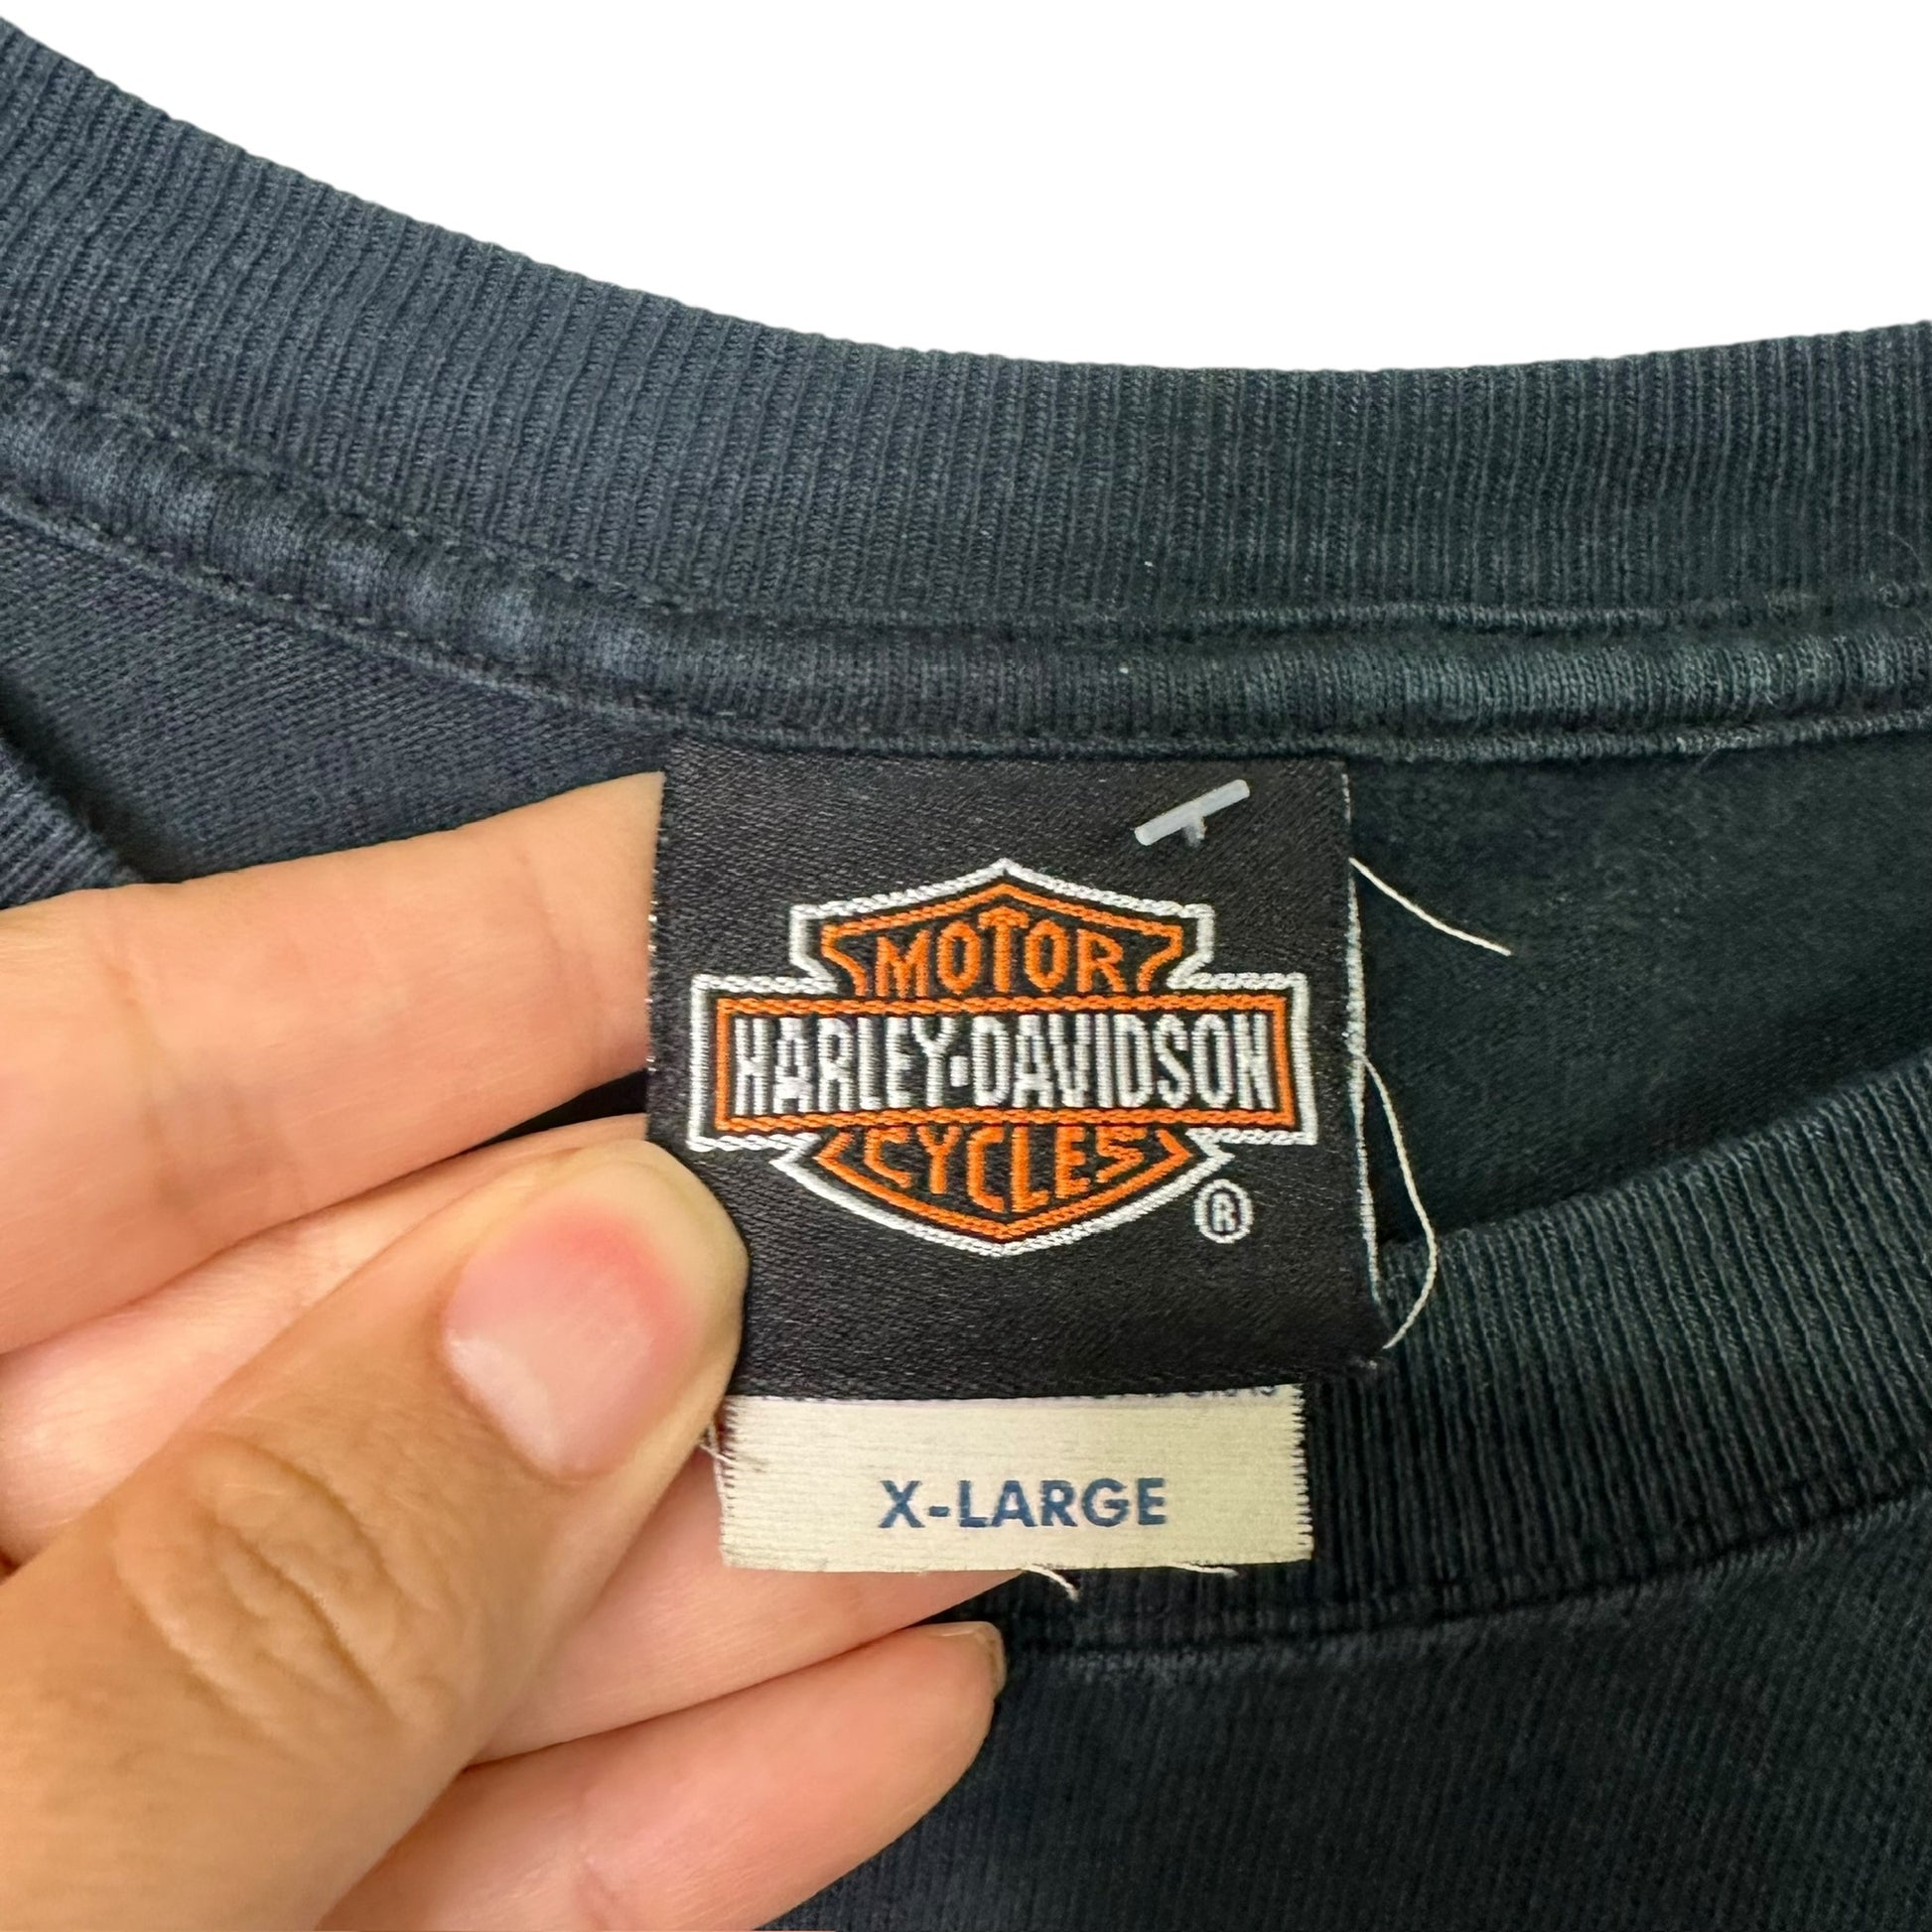 MOTOR
HARLEY-DAVIDSON
CYCLES
®
X-LARGE